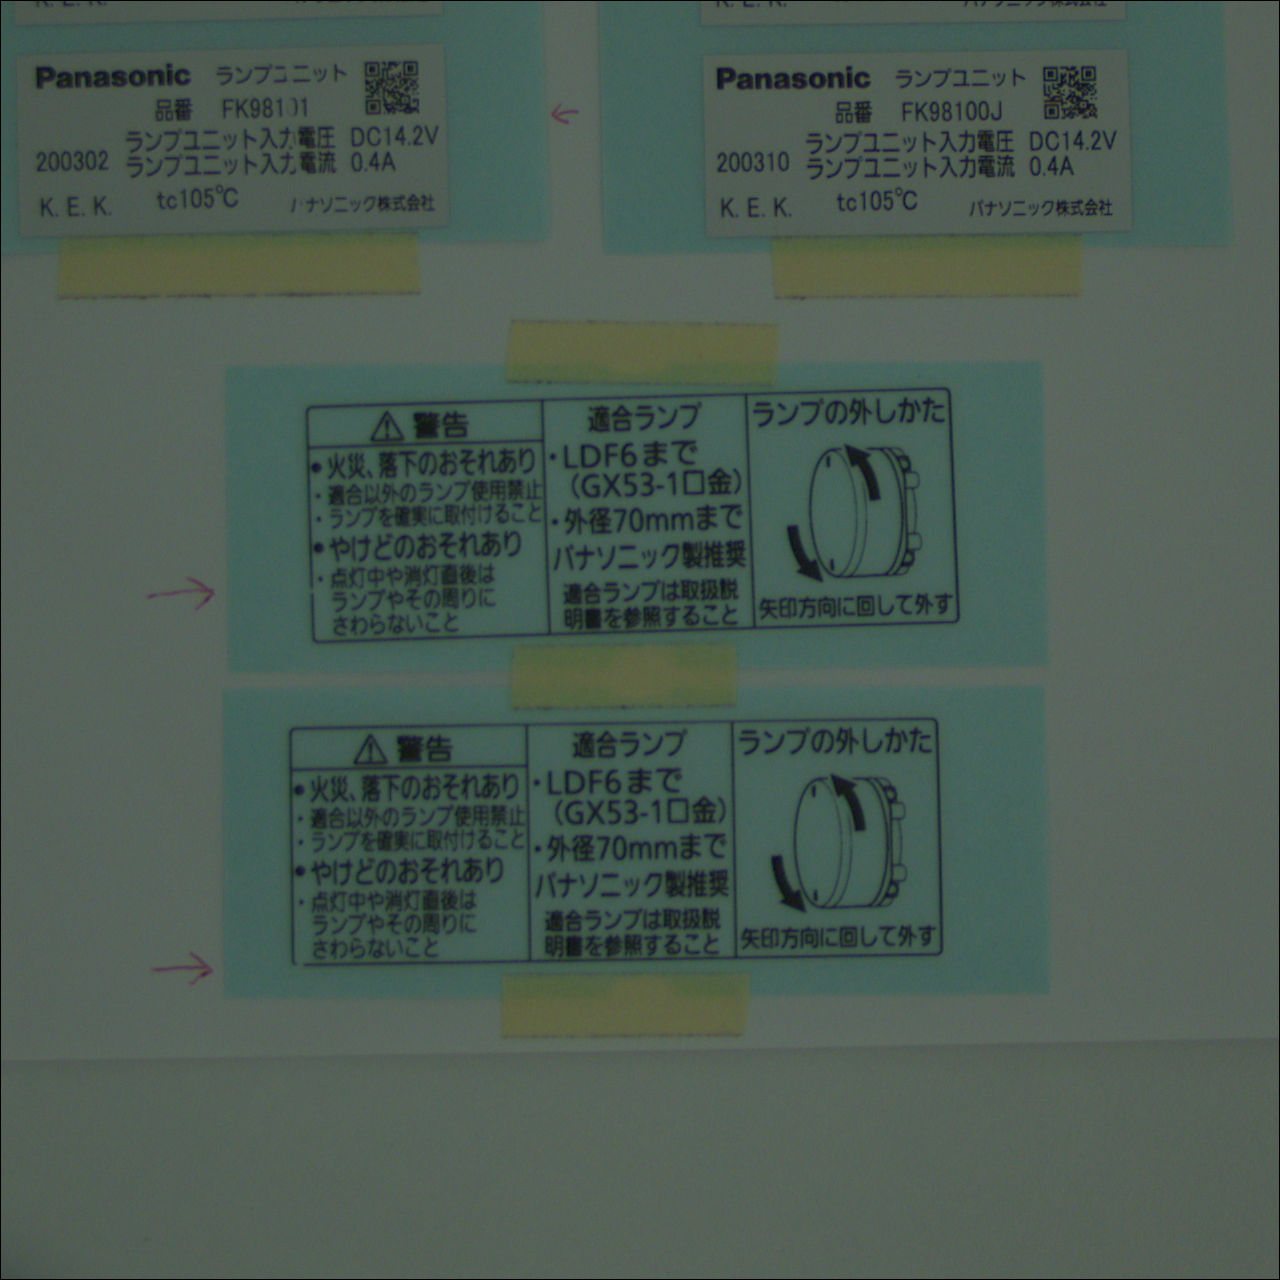 Panasonic ランプユニット
品番 FK98101
ランプユニット入力電圧 DC14.2V
200302 ランプユニット入力電流 0.4A
K. E. K. tc105℃ パナソニック株式会社
Panasonic ランプユニット
品番 FK98100J
ランプユニット入力電圧 DC14.2V
200310 ランプユニット入力電流 0.4A
K. E. K. tc105℃ パナソニック株式会社
⚠警告
●火災、落下のおそれあり
・適合以外のランプ使用禁止
・ランプを確実に取付けること
●やけどのおそれあり
・点灯中や消灯直後は
ランプやその周りに
さわらないこと
適合ランプ
・LDF6まで
(GX53-1口金)
・外径70mmまで
パナソニック製推奨
適合ランプは取扱説
明書を参照すること
ランプの外しかた
矢印方向に回して外す
⚠警告
●火災、落下のおそれあり
・適合以外のランプ使用禁止
・ランプを確実に取付けること
●やけどのおそれあり
・点灯中や消灯直後は
ランプやその周りに
さわらないこと
適合ランプ
・LDF6まで
(GX53-1口金)
・外径70mmまで
パナソニック製推奨
適合ランプは取扱説
明書を参照すること
ランプの外しかた
矢印方向に回して外す